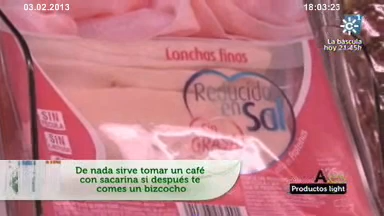 03.02.2013
18:03:23
La báscula
hoy 21:45h
Lonchas finas
Reducido
en Sal
SIN
SIN
GRASA
De nada sirve tomar un café
con sacarina si después te
comes un bizcocho
Productos light